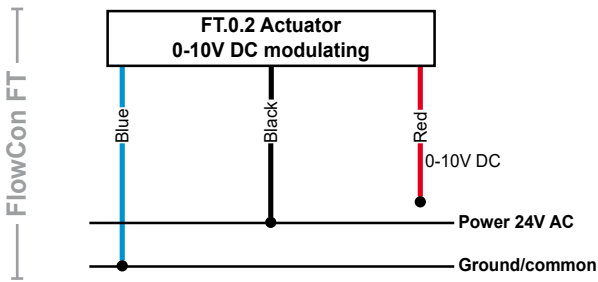 FT.0.2 Actuator
0-10V DC modulating
FlowCon FT
Blue
Black
Red
0-10V DC
Power 24V AC
Ground/common